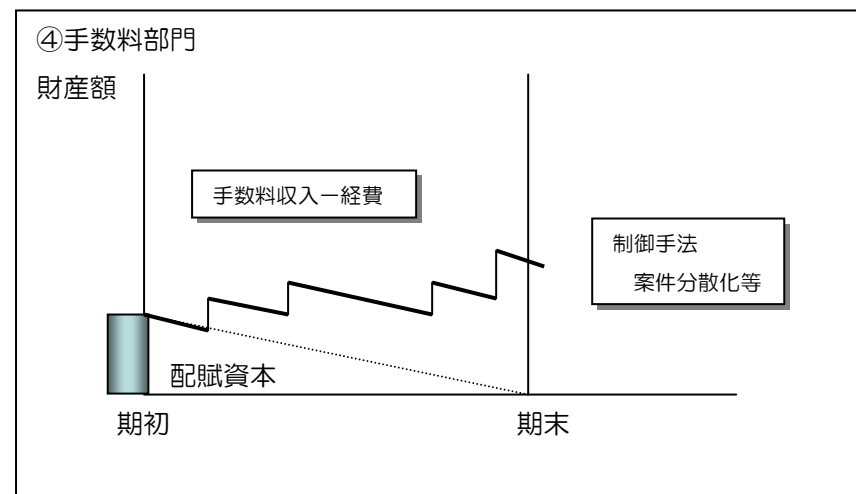 ④手数料部門
財産額
手数料収入－経費
制御手法
案件分散化等
配賦資本
期初
期末